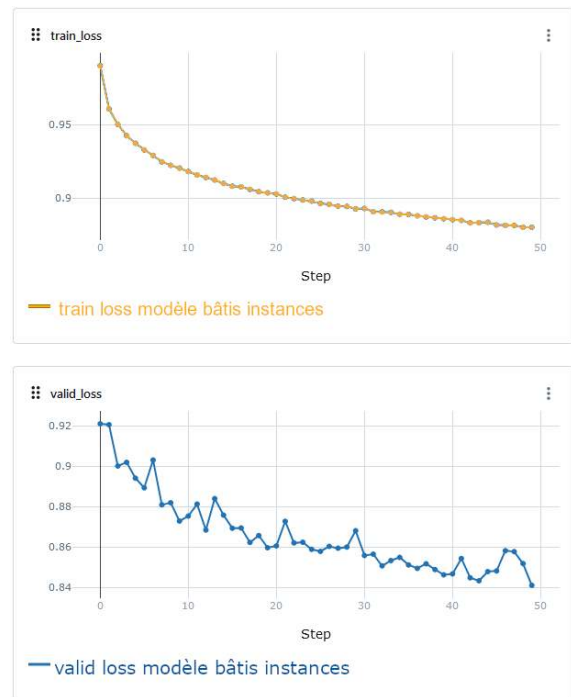 train_loss
0.95
0.9
0 10 20 30 40 50
Step
train loss modèle bâtis instances
valid_loss
0.92
0.9
0.88
0.86
0.84
0 10 20 30 40 50
Step
valid loss modèle bâtis instances